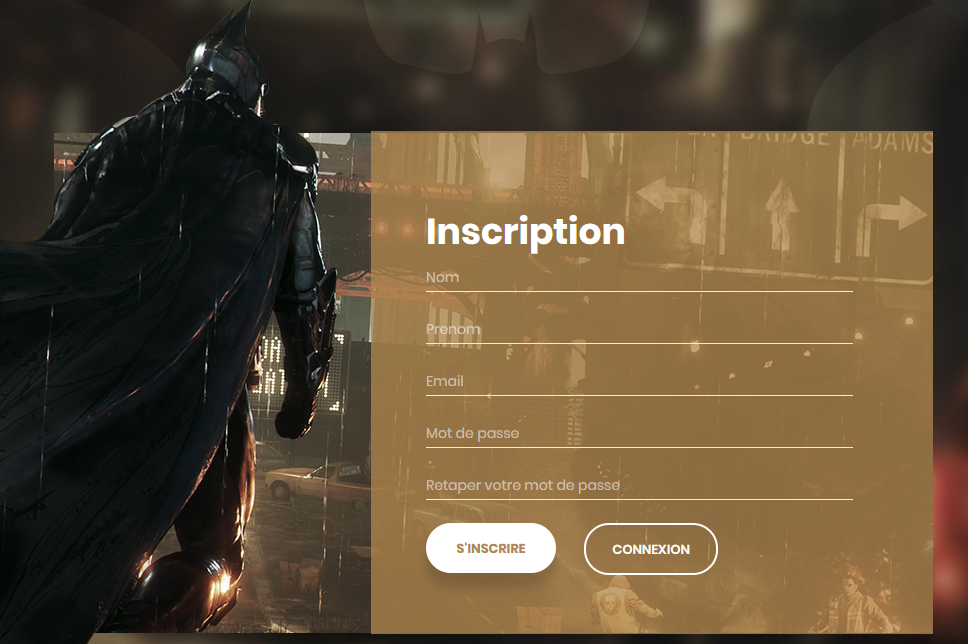 BRIDGE ADAMS
Inscription
Nom
Prenom
Email
Mot de passe
Retaper votre mot de passe
S'INSCRIRE
CONNEXION